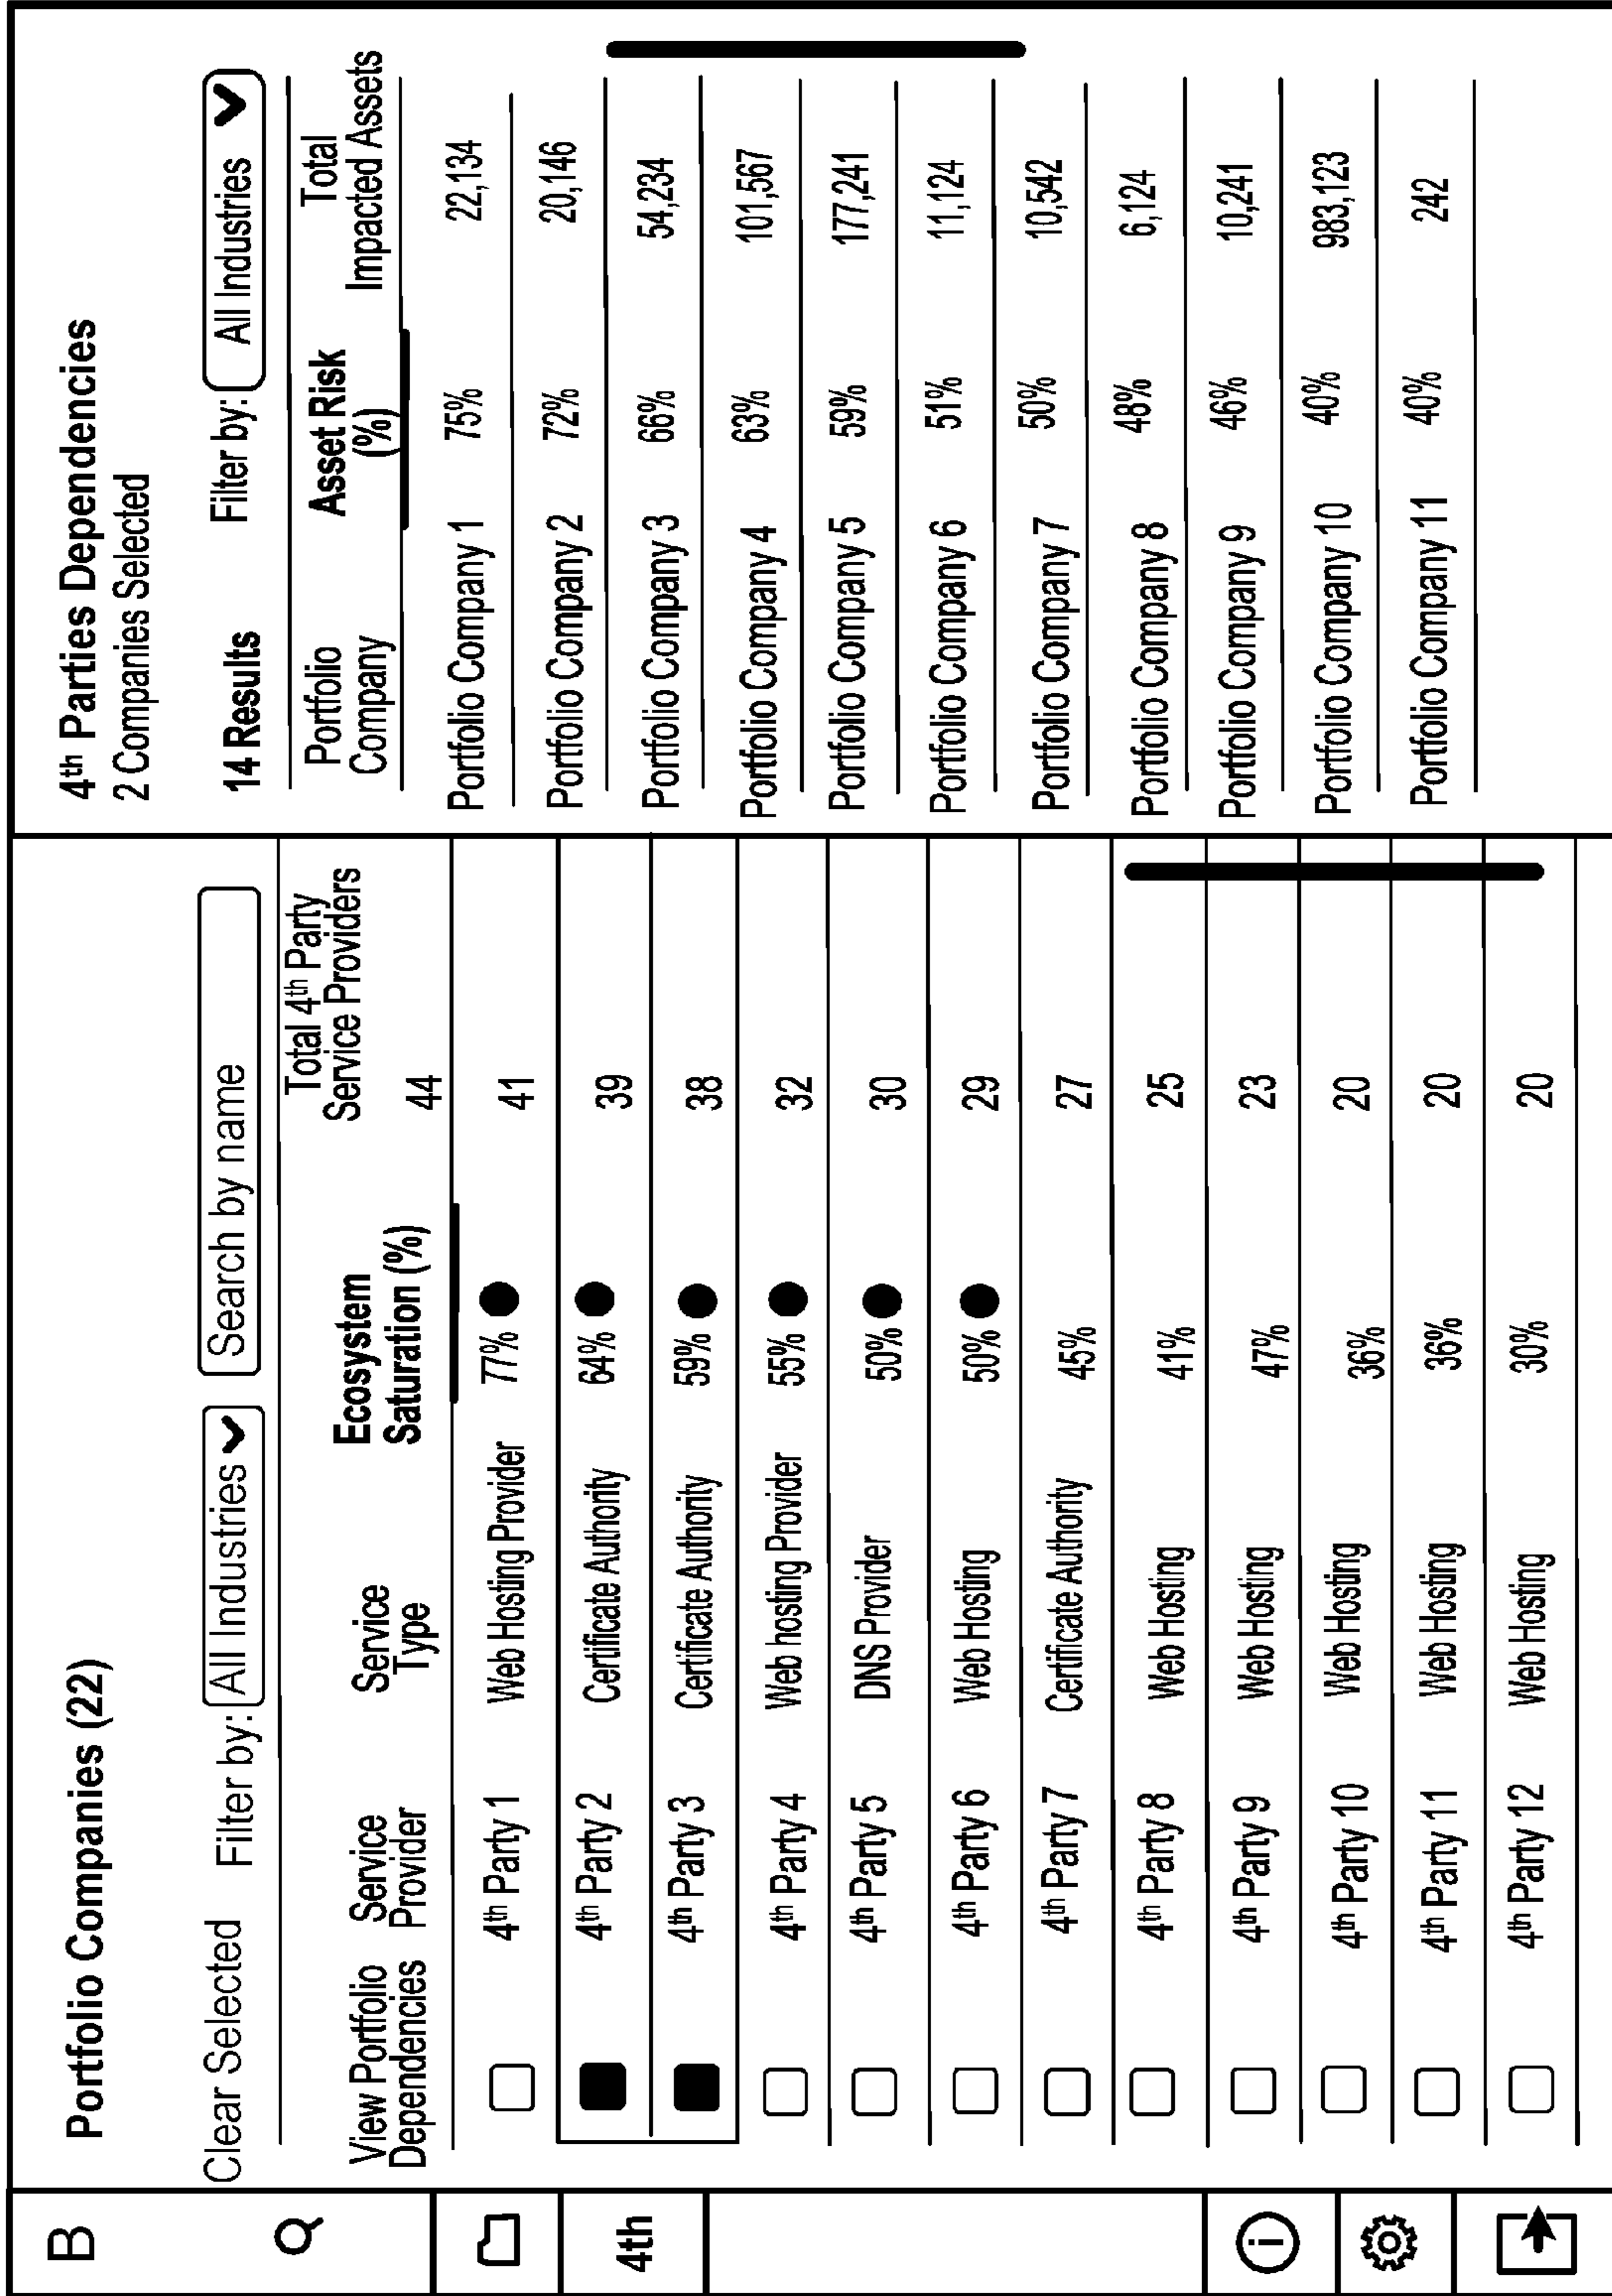 B
4th
Portfolio Companies (22)
Clear Selected Filter by: All Industries Search by name
View Portfolio Dependencies Service Provider Service Type Ecosystem Saturation (%) Total 4th Party Service Providers
44
4th Party 1 Web Hosting Provider 77% 41
4th Party 2 Certificate Authority 64% 39
4th Party 3 Certificate Authority 59% 38
4th Party 4 Web hosting Provider 55% 32
4th Party 5 DNS Provider 50% 30
4th Party 6 Web Hosting 50% 29
4th Party 7 Certificate Authority 45% 27
4th Party 8 Web Hosting 41% 25
4th Party 9 Web Hosting 47% 23
4th Party 10 Web Hosting 36% 20
4th Party 11 Web Hosting 36% 20
4th Party 12 Web Hosting 30% 20
4th Parties Dependencies
2 Companies Selected
14 Results Filter by: All Industries
Portfolio Company Asset Risk (%) Total Impacted Assets
Portfolio Company 1 75% 22,134
Portfolio Company 2 72% 20,146
Portfolio Company 3 66% 54,234
Portfolio Company 4 63% 101,567
Portfolio Company 5 59% 177,241
Portfolio Company 6 51% 11,124
Portfolio Company 7 50% 10,542
Portfolio Company 8 48% 6,124
Portfolio Company 9 46% 10,241
Portfolio Company 10 40% 983,123
Portfolio Company 11 40% 242